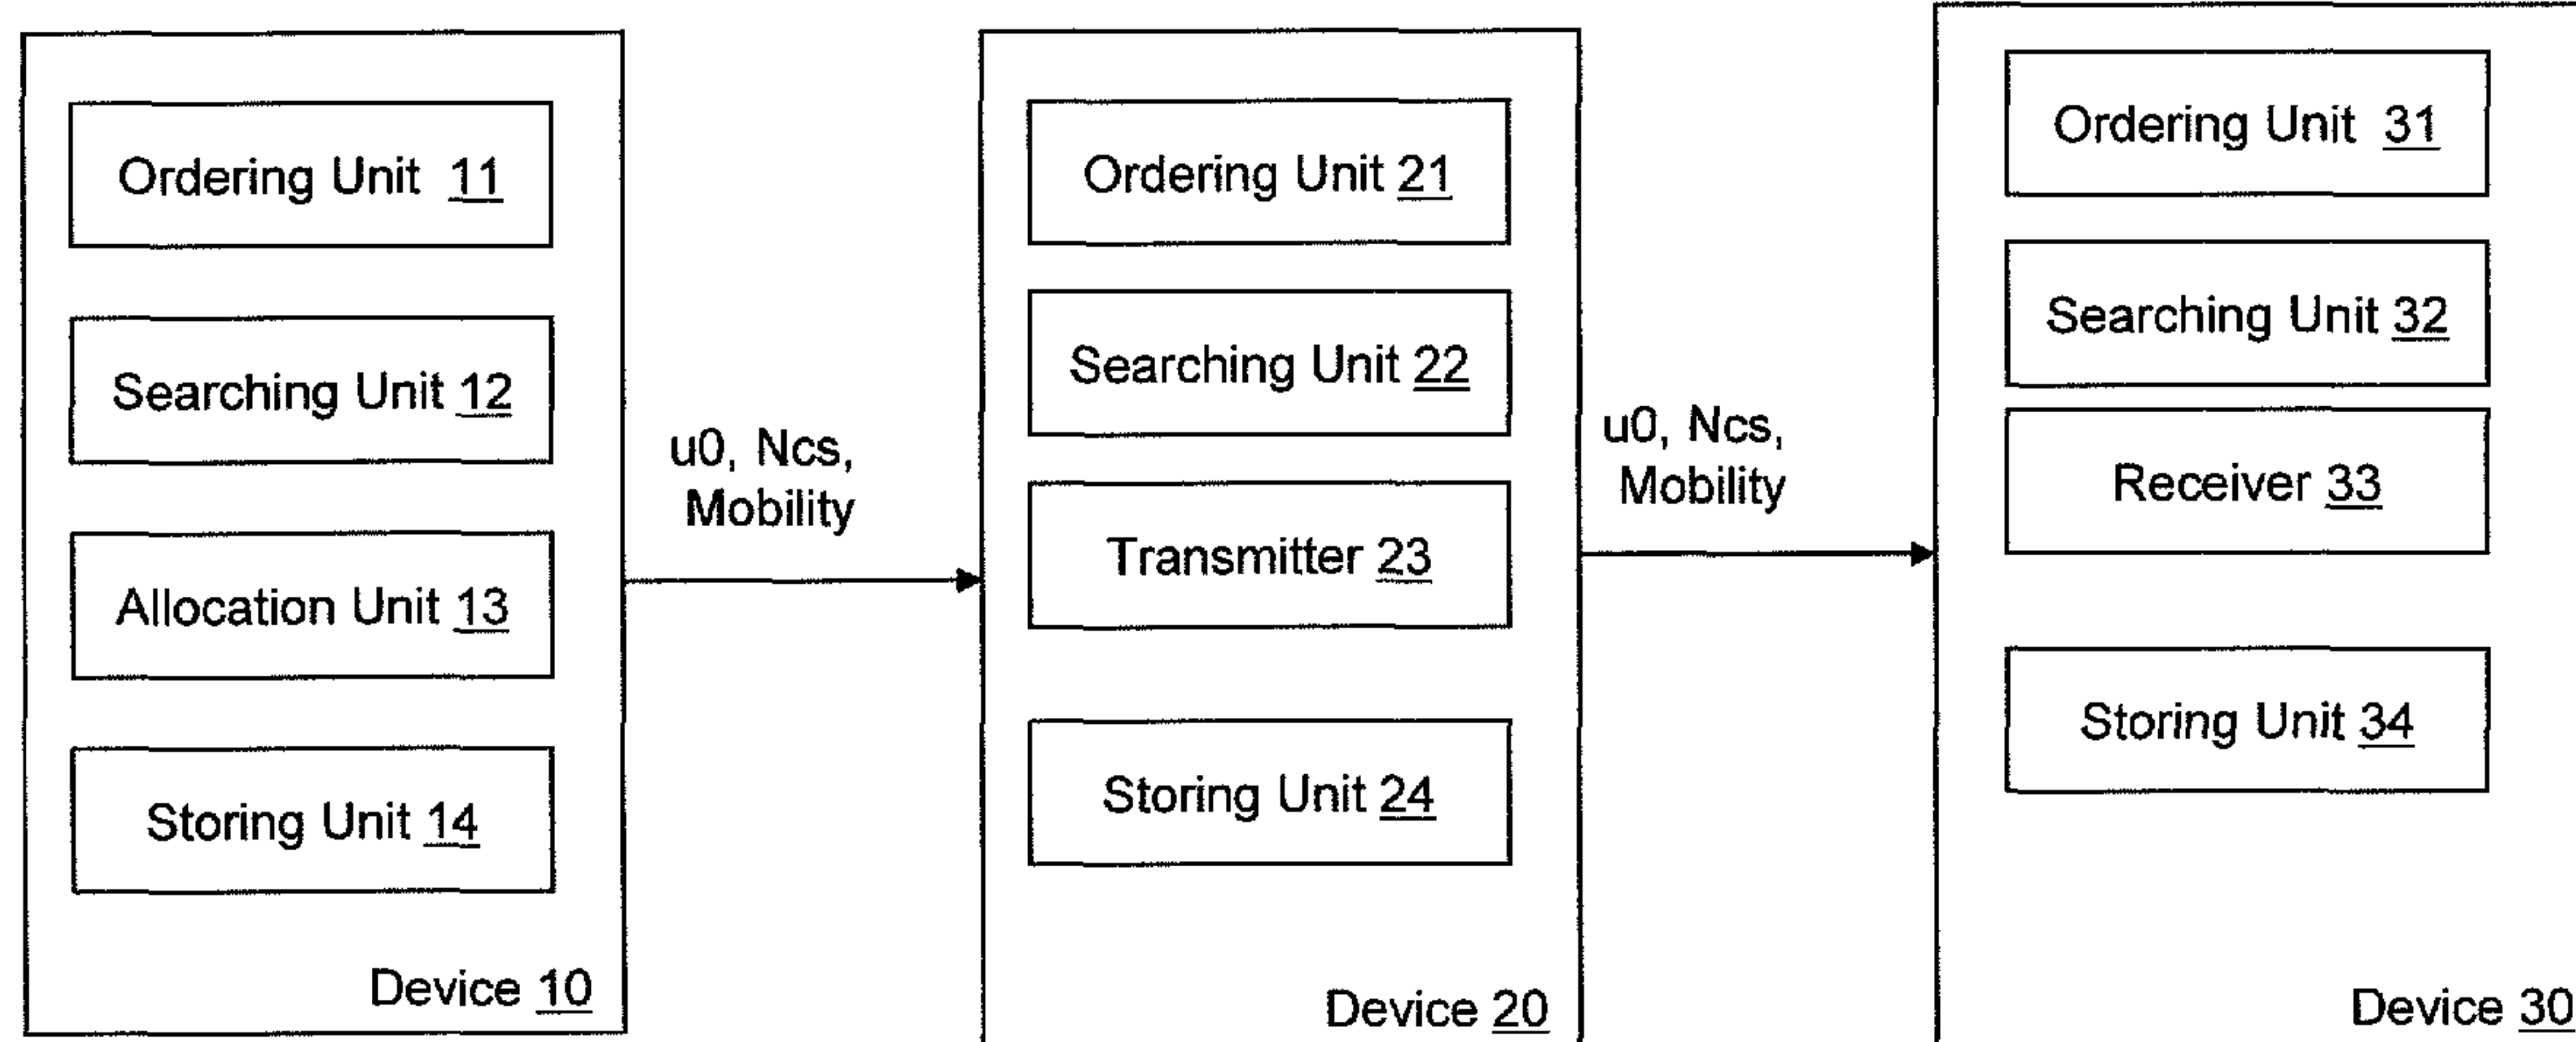 Ordering Unit 11
Searching Unit 12
Allocation Unit 13
Storing Unit 14
Device 10
u0, Ncs,
Mobility
Ordering Unit 21
Searching Unit 22
Transmitter 23
Storing Unit 24
Device 20
u0, Ncs,
Mobility
Ordering Unit 31
Searching Unit 32
Receiver 33
Storing Unit 34
Device 30